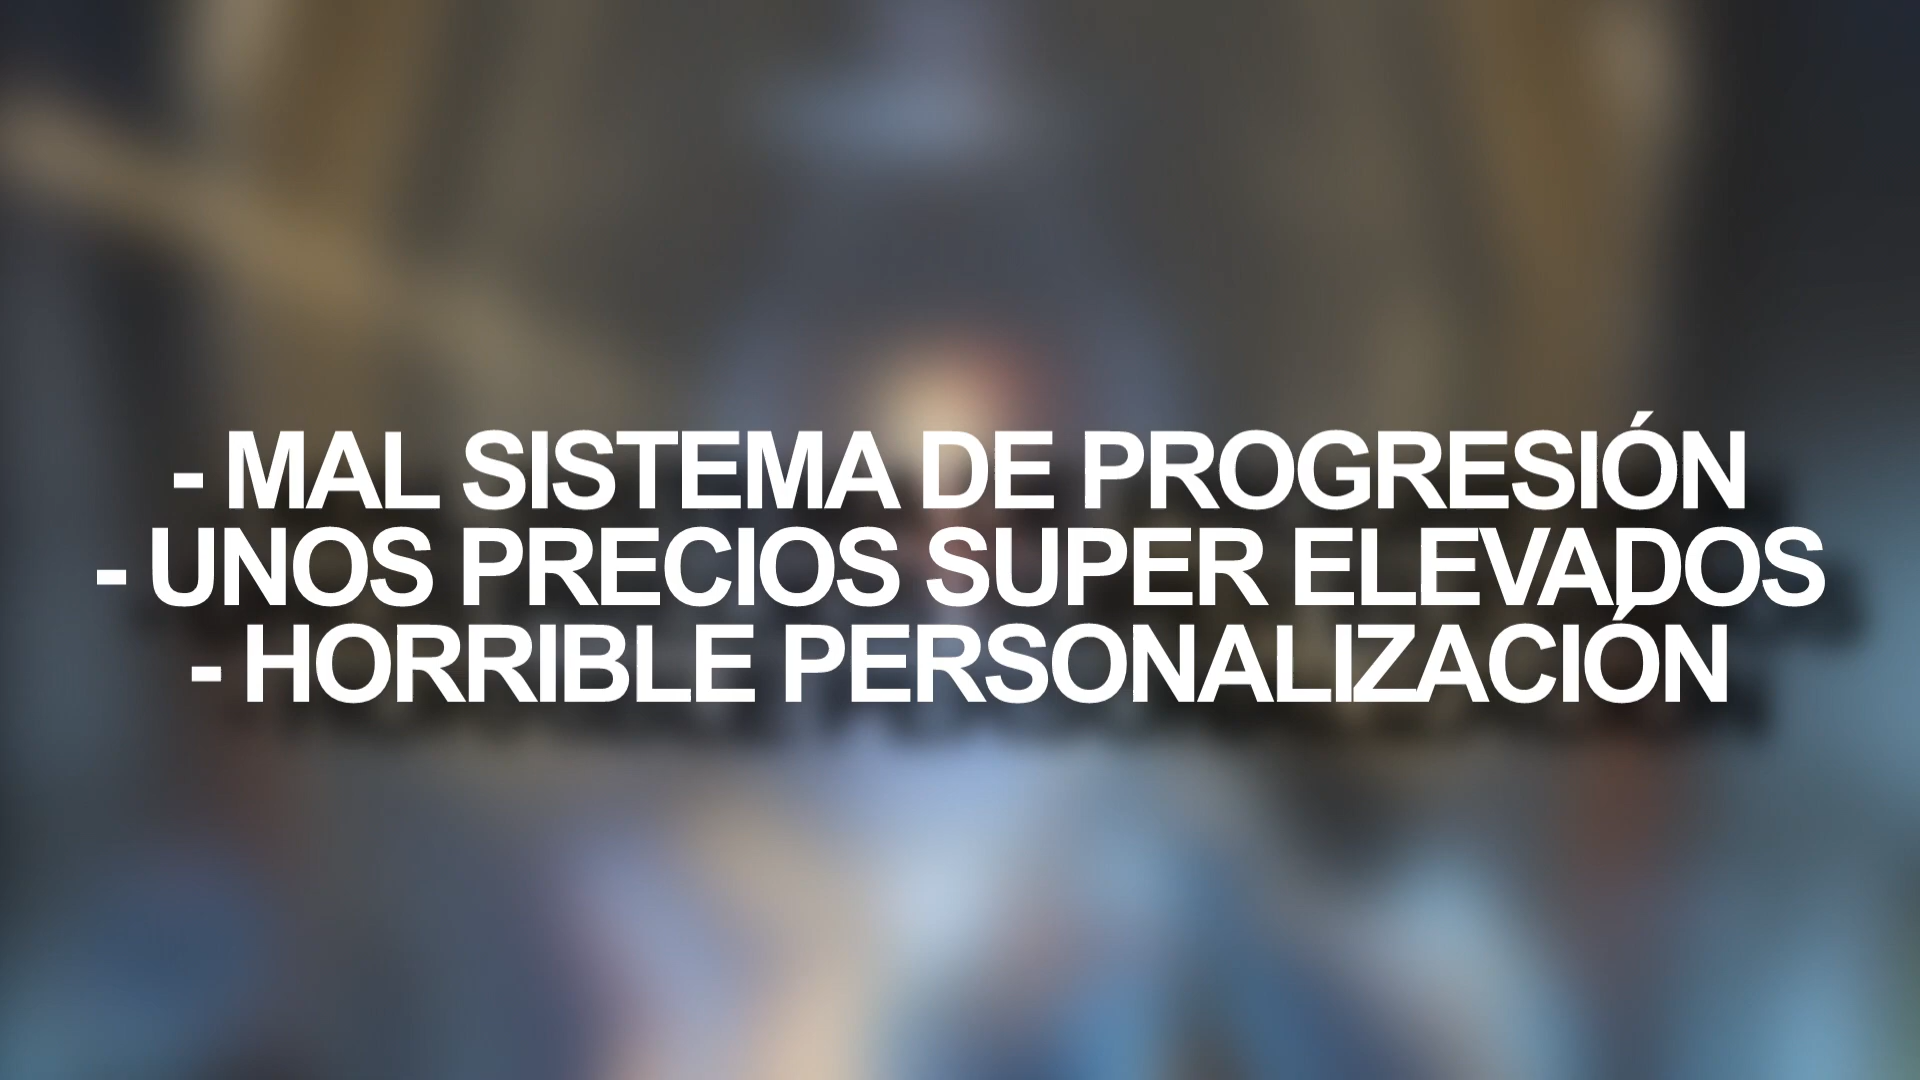 - MAL SISTEMA DE PROGRESIÓN
- UNOS PRECIOS SUPER ELEVADOS
- HORRIBLE PERSONALIZACIÓN